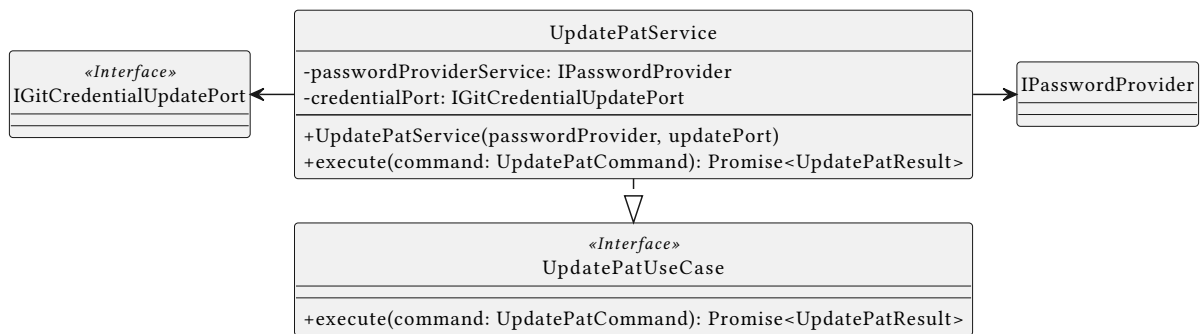 UpdatePatService
-passwordProviderService: IPasswordProvider
-credentialPort: IGitCredentialUpdatePort
+UpdatePatService(passwordProvider, updatePort)
+execute(command: UpdatePatCommand): Promise<UpdatePatResult>
«Interface»
IGitCredentialUpdatePort
IPasswordProvider
«Interface»
UpdatePatUseCase
+execute(command: UpdatePatCommand): Promise<UpdatePatResult>